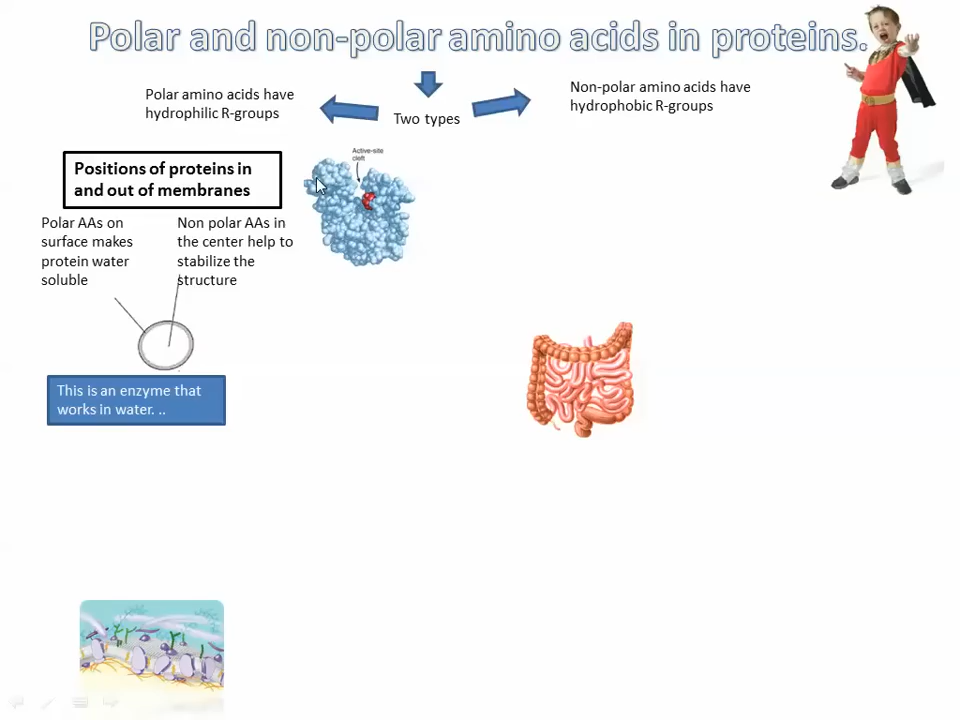 Polar and non-polar amino acids in proteins.
Polar amino acids have
hydrophilic R-groups
Two types
Non-polar amino acids have
hydrophobic R-groups
Positions of proteins in
and out of membranes
Active-site
cleft
Polar AAs on
surface makes
protein water
soluble
Non polar AAs in
the center help to
stabilize the
structure
This is an enzyme that
works in water. ..